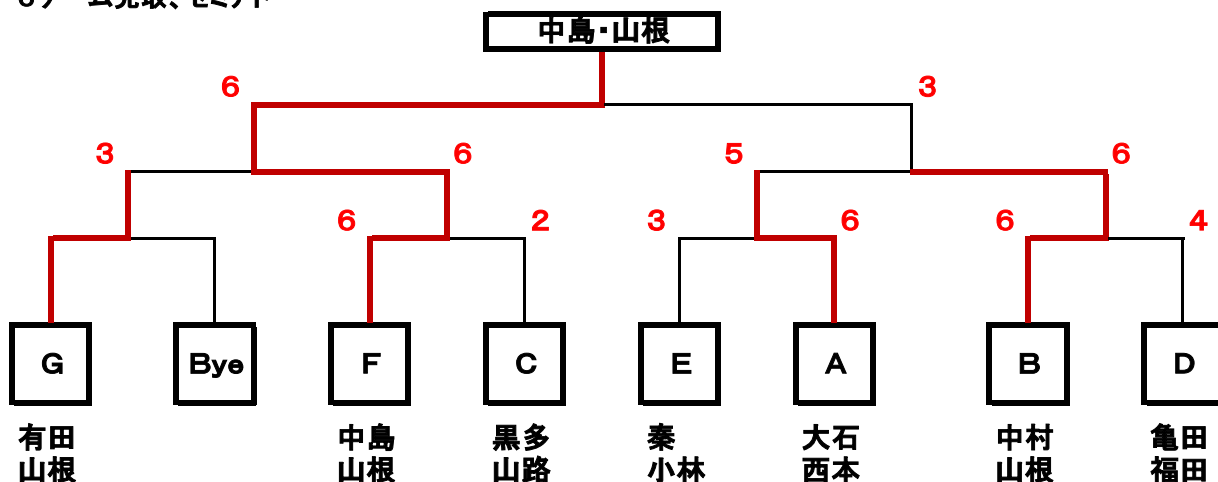 中島・山根
6 3
3 6 5 6
6 2 3 6 6 4
G Bye F C E A B D
有田 中島 黒多 秦 大石 中村 亀田
山根 山根 山路 小林 西本 山根 福田